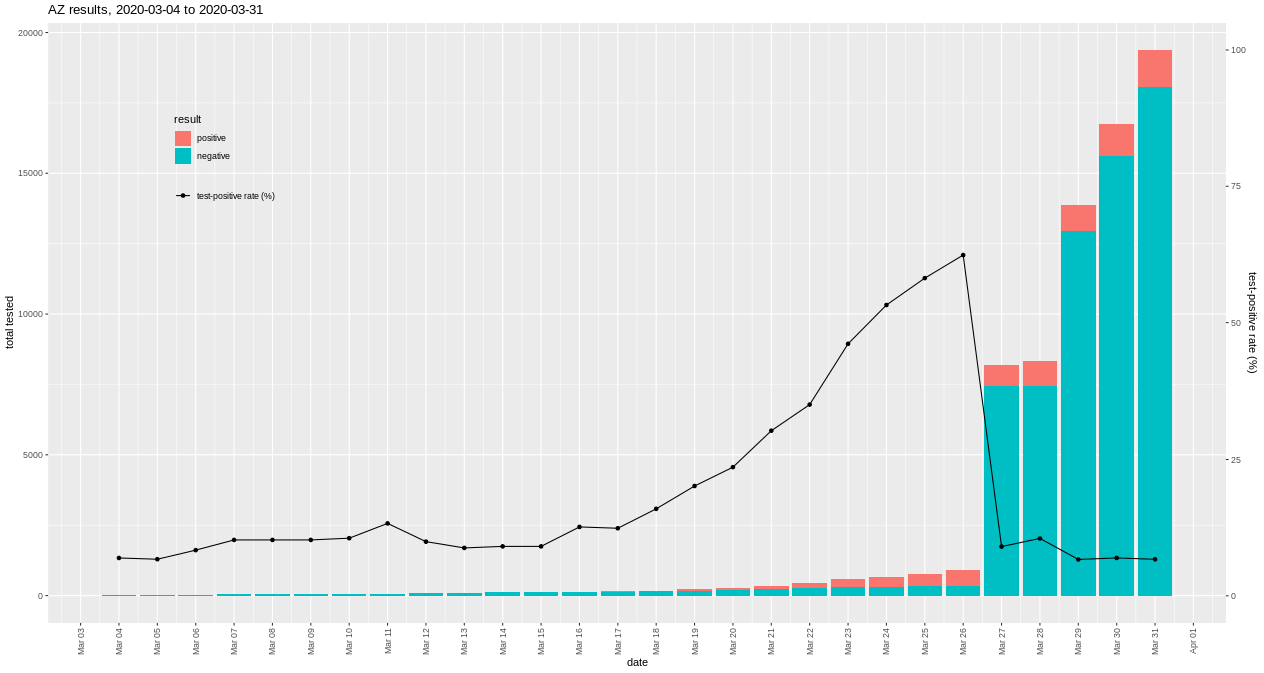 AZ results, 2020-03-04 to 2020-03-31
20000
15000
10000
5000
0
total tested
result
positive
negative
test-positive rate (%)
100
75
50
25
0
test-positive rate (%)
Mar 03
Mar 04
Mar 05
Mar 06
Mar 07
Mar 08
Mar 09
Mar 10
Mar 11
Mar 12
Mar 13
Mar 14
Mar 15
Mar 16
Mar 17
Mar 18
Mar 19
Mar 20
Mar 21
Mar 22
Mar 23
Mar 24
Mar 25
Mar 26
Mar 27
Mar 28
Mar 29
Mar 30
Mar 31
Apr 01
date